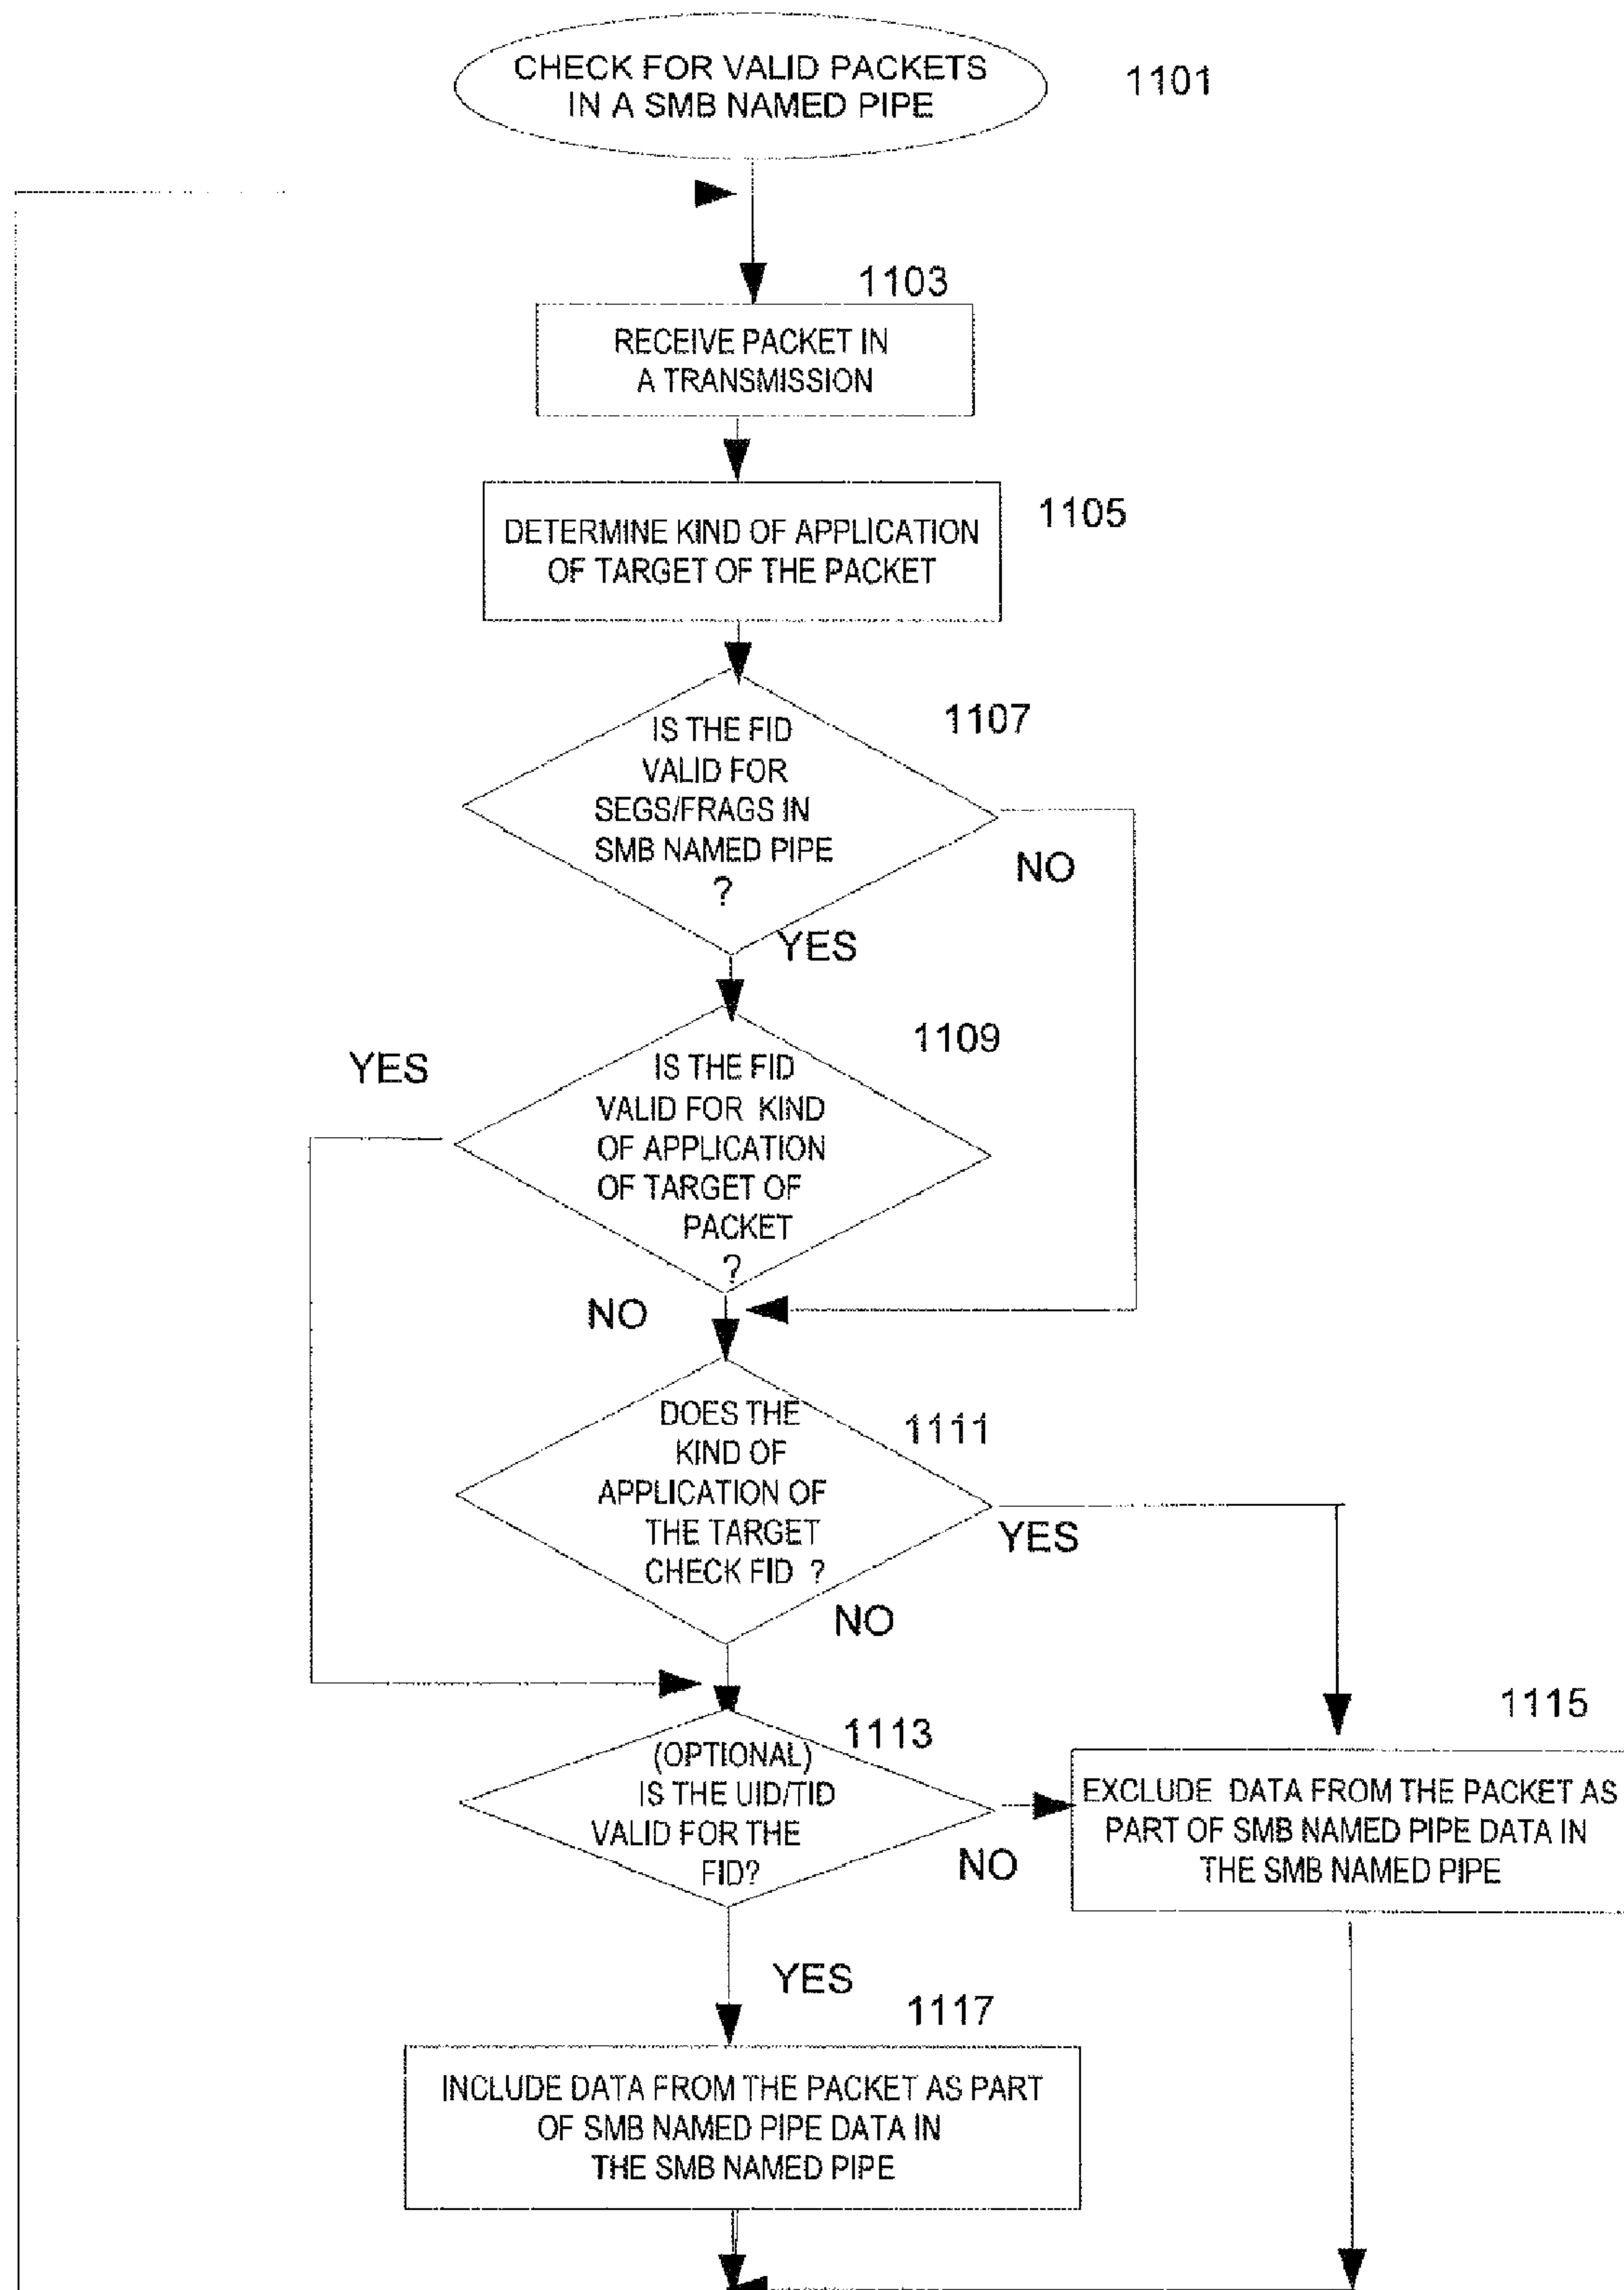 CHECK FOR VALID PACKETS
IN A SMB NAMED PIPE
1101
1103
RECEIVE PACKET IN
A TRANSMISSION
1105
DETERMINE KIND OF APPLICATION
OF TARGET OF THE PACKET
1107
IS THE FID
VALID FOR
SEGS/FRAGS IN
SMB NAMED PIPE
?
NO
YES
1109
YES
IS THE FID
VALID FOR KIND
OF APPLICATION
OF TARGET OF
PACKET
?
NO
1111
DOES THE
KIND OF
APPLICATION OF
THE TARGET
CHECK FID ?
YES
NO
1113
(OPTIONAL)
IS THE UID/TID
VALID FOR THE
FID?
NO
1115
EXCLUDE DATA FROM THE PACKET AS
PART OF SMB NAMED PIPE DATA IN
THE SMB NAMED PIPE
YES
1117
INCLUDE DATA FROM THE PACKET AS PART
OF SMB NAMED PIPE DATA IN
THE SMB NAMED PIPE